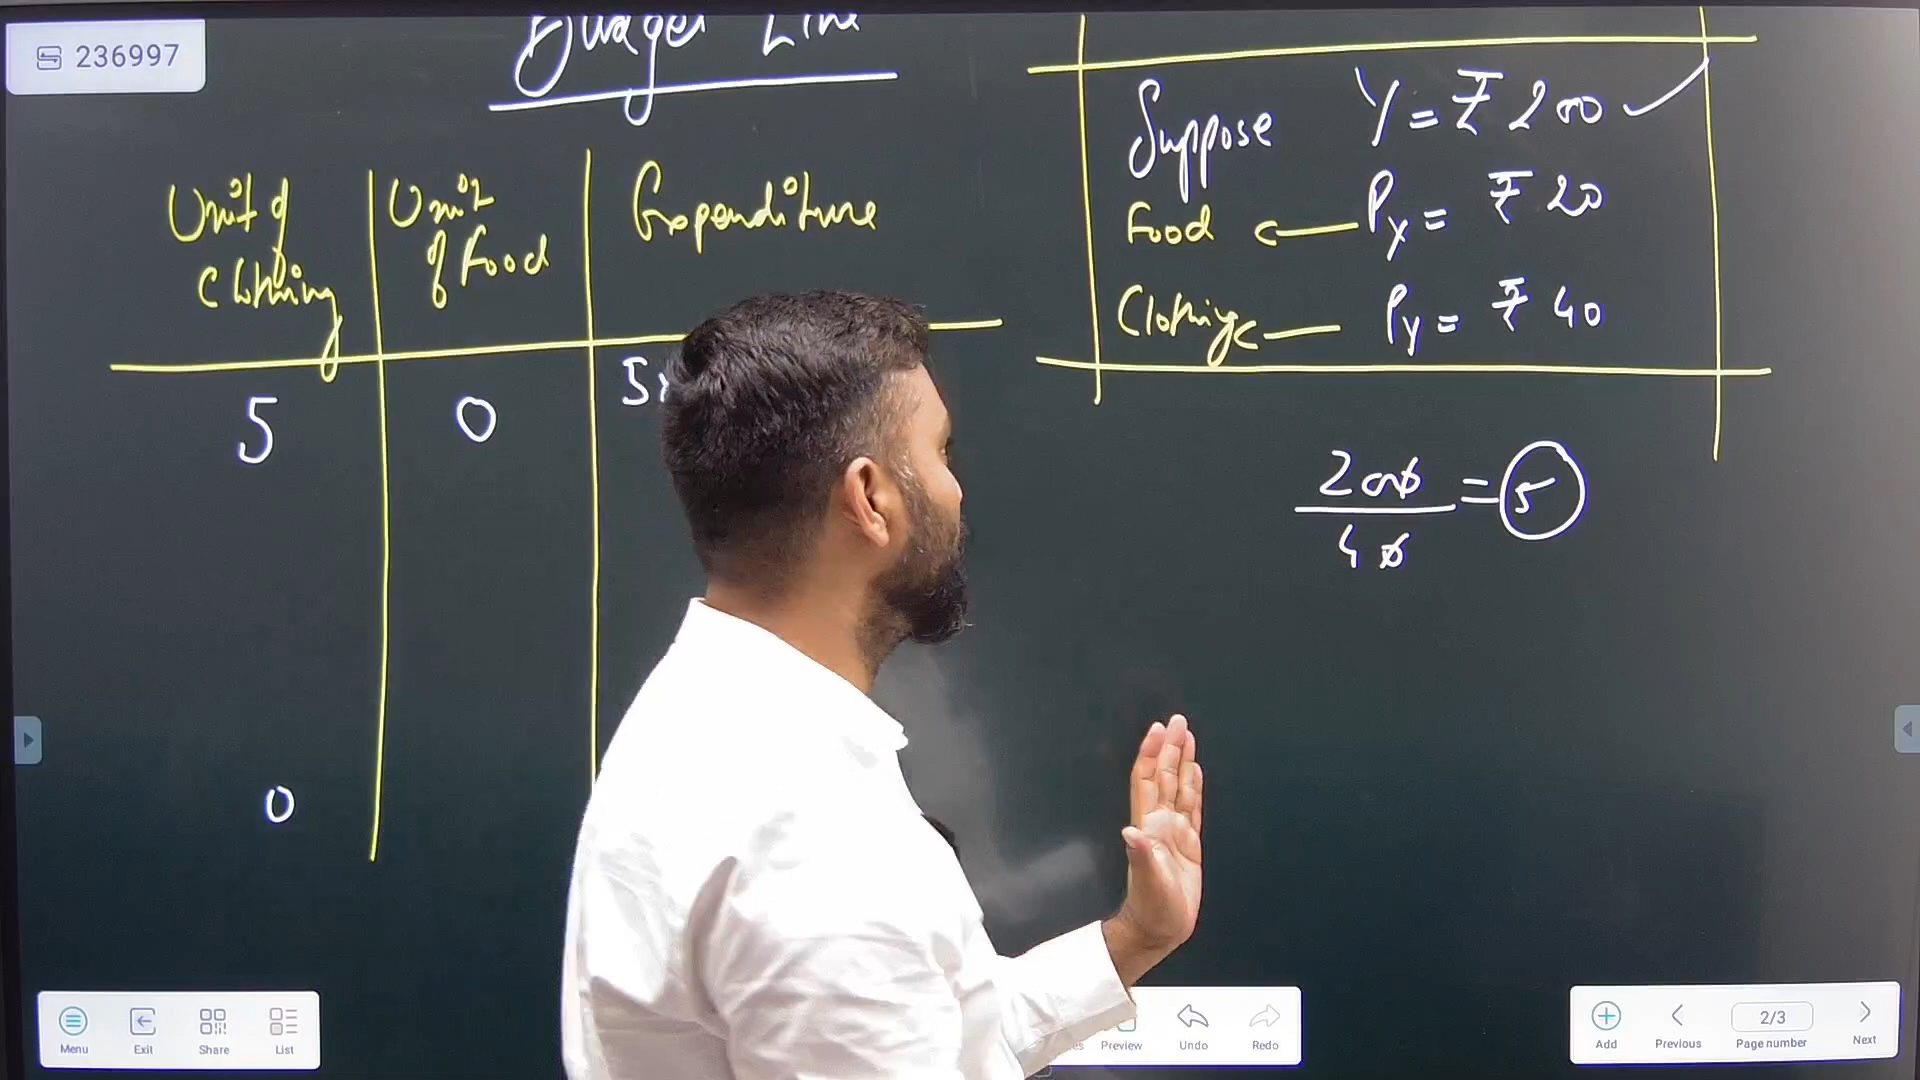 236997
Budget Line
Unit of Clothing
Unit of Food
Expenditure
5
0
5x
0
Suppose Y = ₹ 200
Food Px = ₹ 20
Clothing Py = ₹ 40
200
40
= 5
Menu
Exit
Share
List
Preview
Undo
Redo
Add
Previous
2/3
Page number
Next